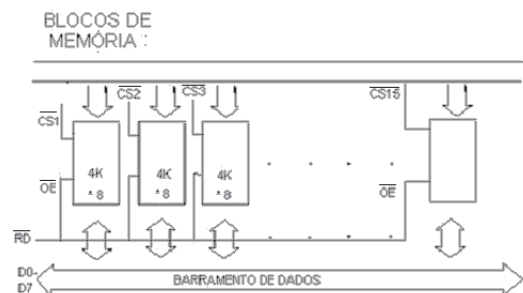 BLOCOS DE
MEMÓRIA :
CS1
CS2
CS3
CS15
4K
* 8
4K
* 8
4K
* 8
OE
OE
RD
D0-
D7
BARRAMENTO DE DADOS